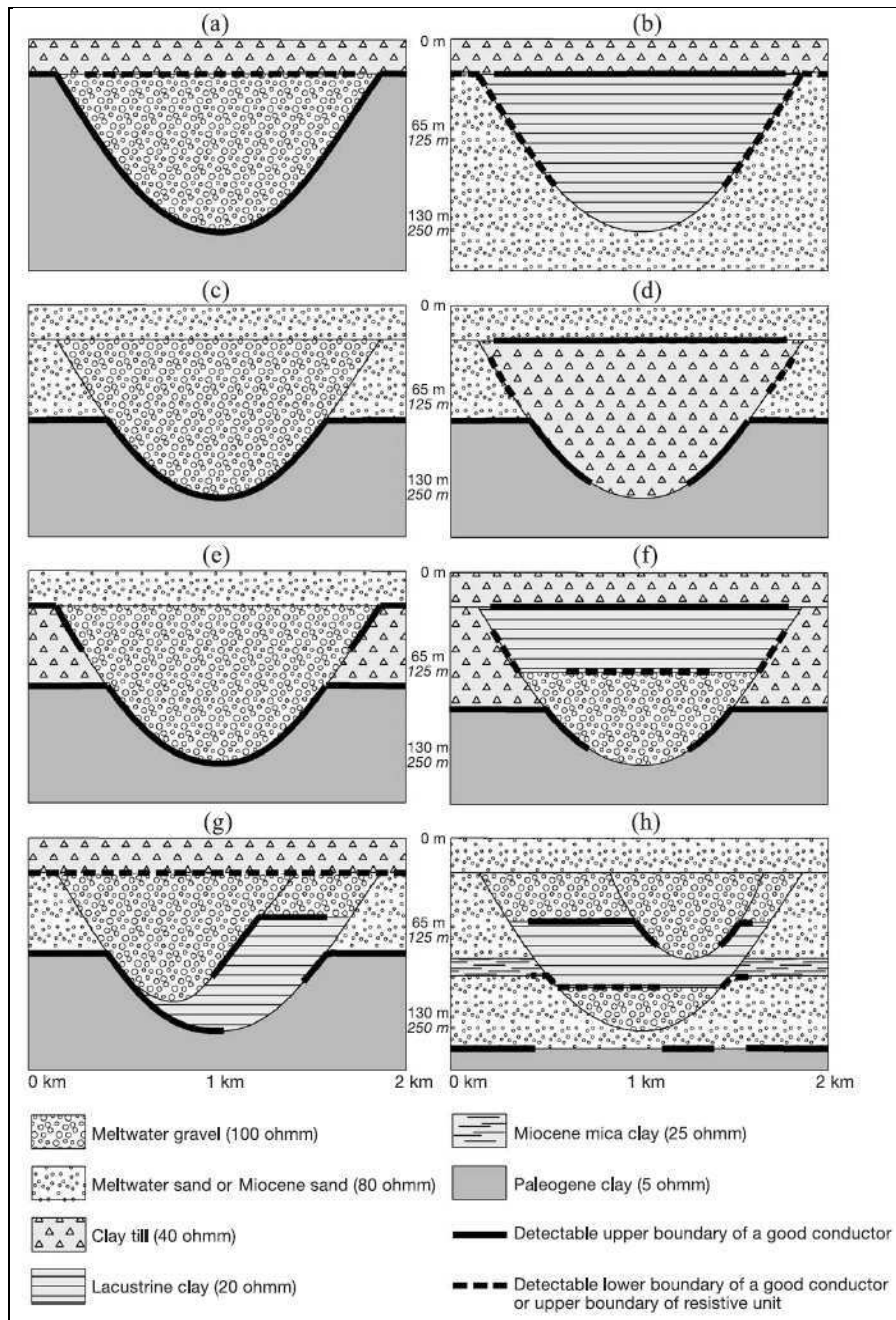 (a)
(b)
0 m
65 m
125 m
130 m
250 m
(c)
(d)
0 m
65 m
125 m
130 m
250 m
(e)
(f)
0 m
65 m
125 m
130 m
250 m
(g)
(h)
0 m
65 m
125 m
130 m
250 m
0 km 1 km 2 km
0 km 1 km 2 km
Meltwater gravel (100 ohmm)
Meltwater sand or Miocene sand (80 ohmm)
Clay till (40 ohmm)
Lacustrine clay (20 ohmm)
Miocene mica clay (25 ohmm)
Paleogene clay (5 ohmm)
Detectable upper boundary of a good conductor
Detectable lower boundary of a good conductor
or upper boundary of resistive unit